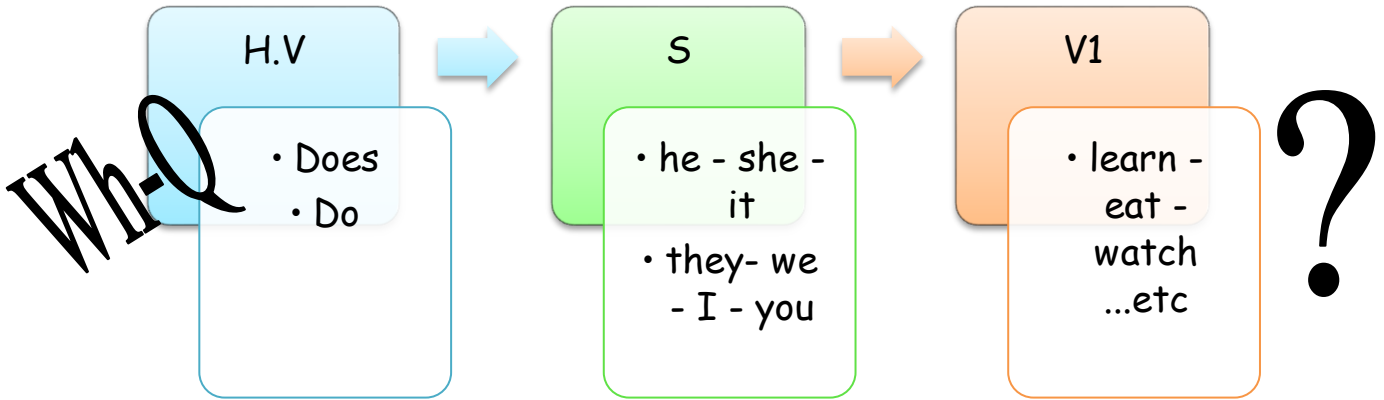 Wh-Q
H.V
• Does
• Do
S
• he - she -
it
• they- we
- I - you
V1
• learn -
eat -
watch
...etc
?